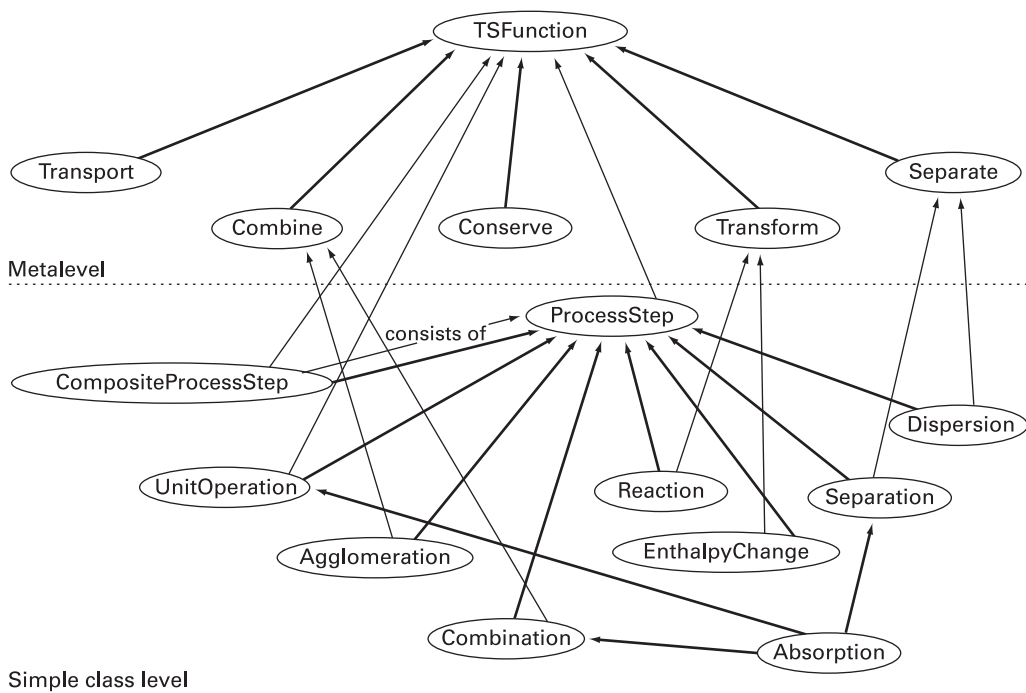 TSFunction
Transport
Separate
Combine
Conserve
Transform
Metalevel
ProcessStep
consists of
CompositeProcessStep
Dispersion
UnitOperation
Reaction
Separation
Agglomeration
EnthalpyChange
Combination
Absorption
Simple class level